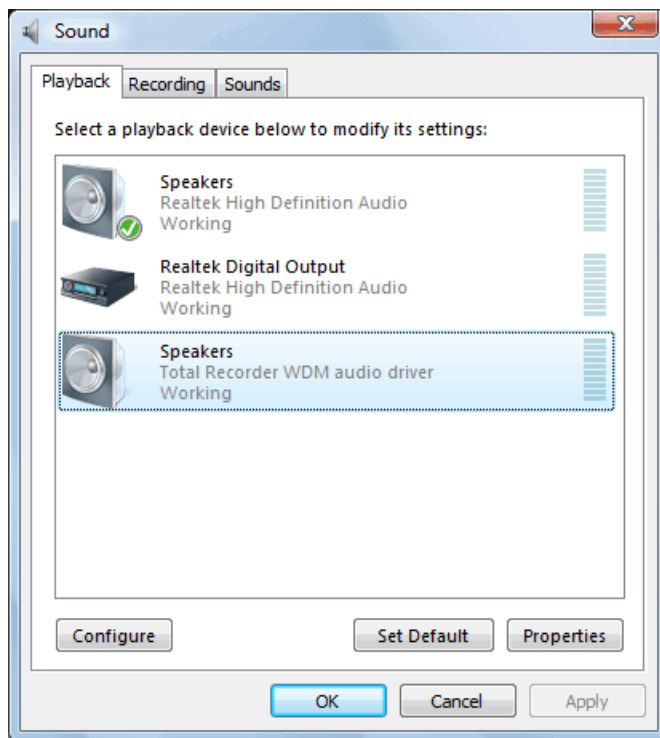 Sound
Playback Recording Sounds
Select a playback device below to modify its settings:
Speakers
Realtek High Definition Audio
Working
Realtek Digital Output
Realtek High Definition Audio
Working
Speakers
Total Recorder WDM audio driver
Working
Configure Set Default Properties
OK Cancel Apply